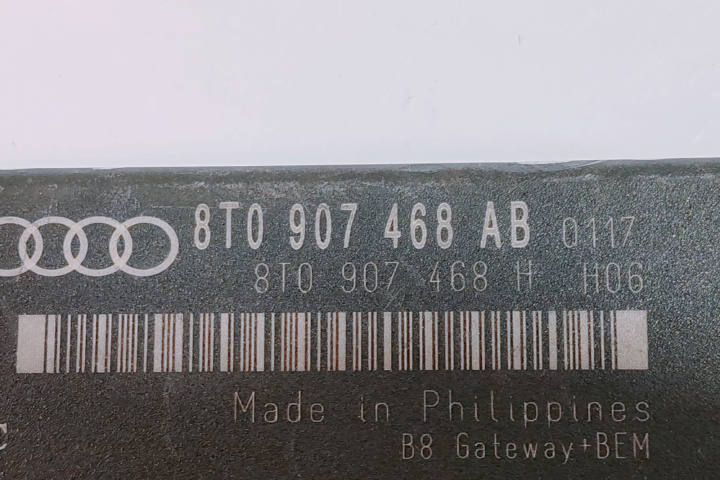 8T0 907 468 AB 0117
8T0 907 468 H H06
Made in Philippines
B8 Gateway+BEM